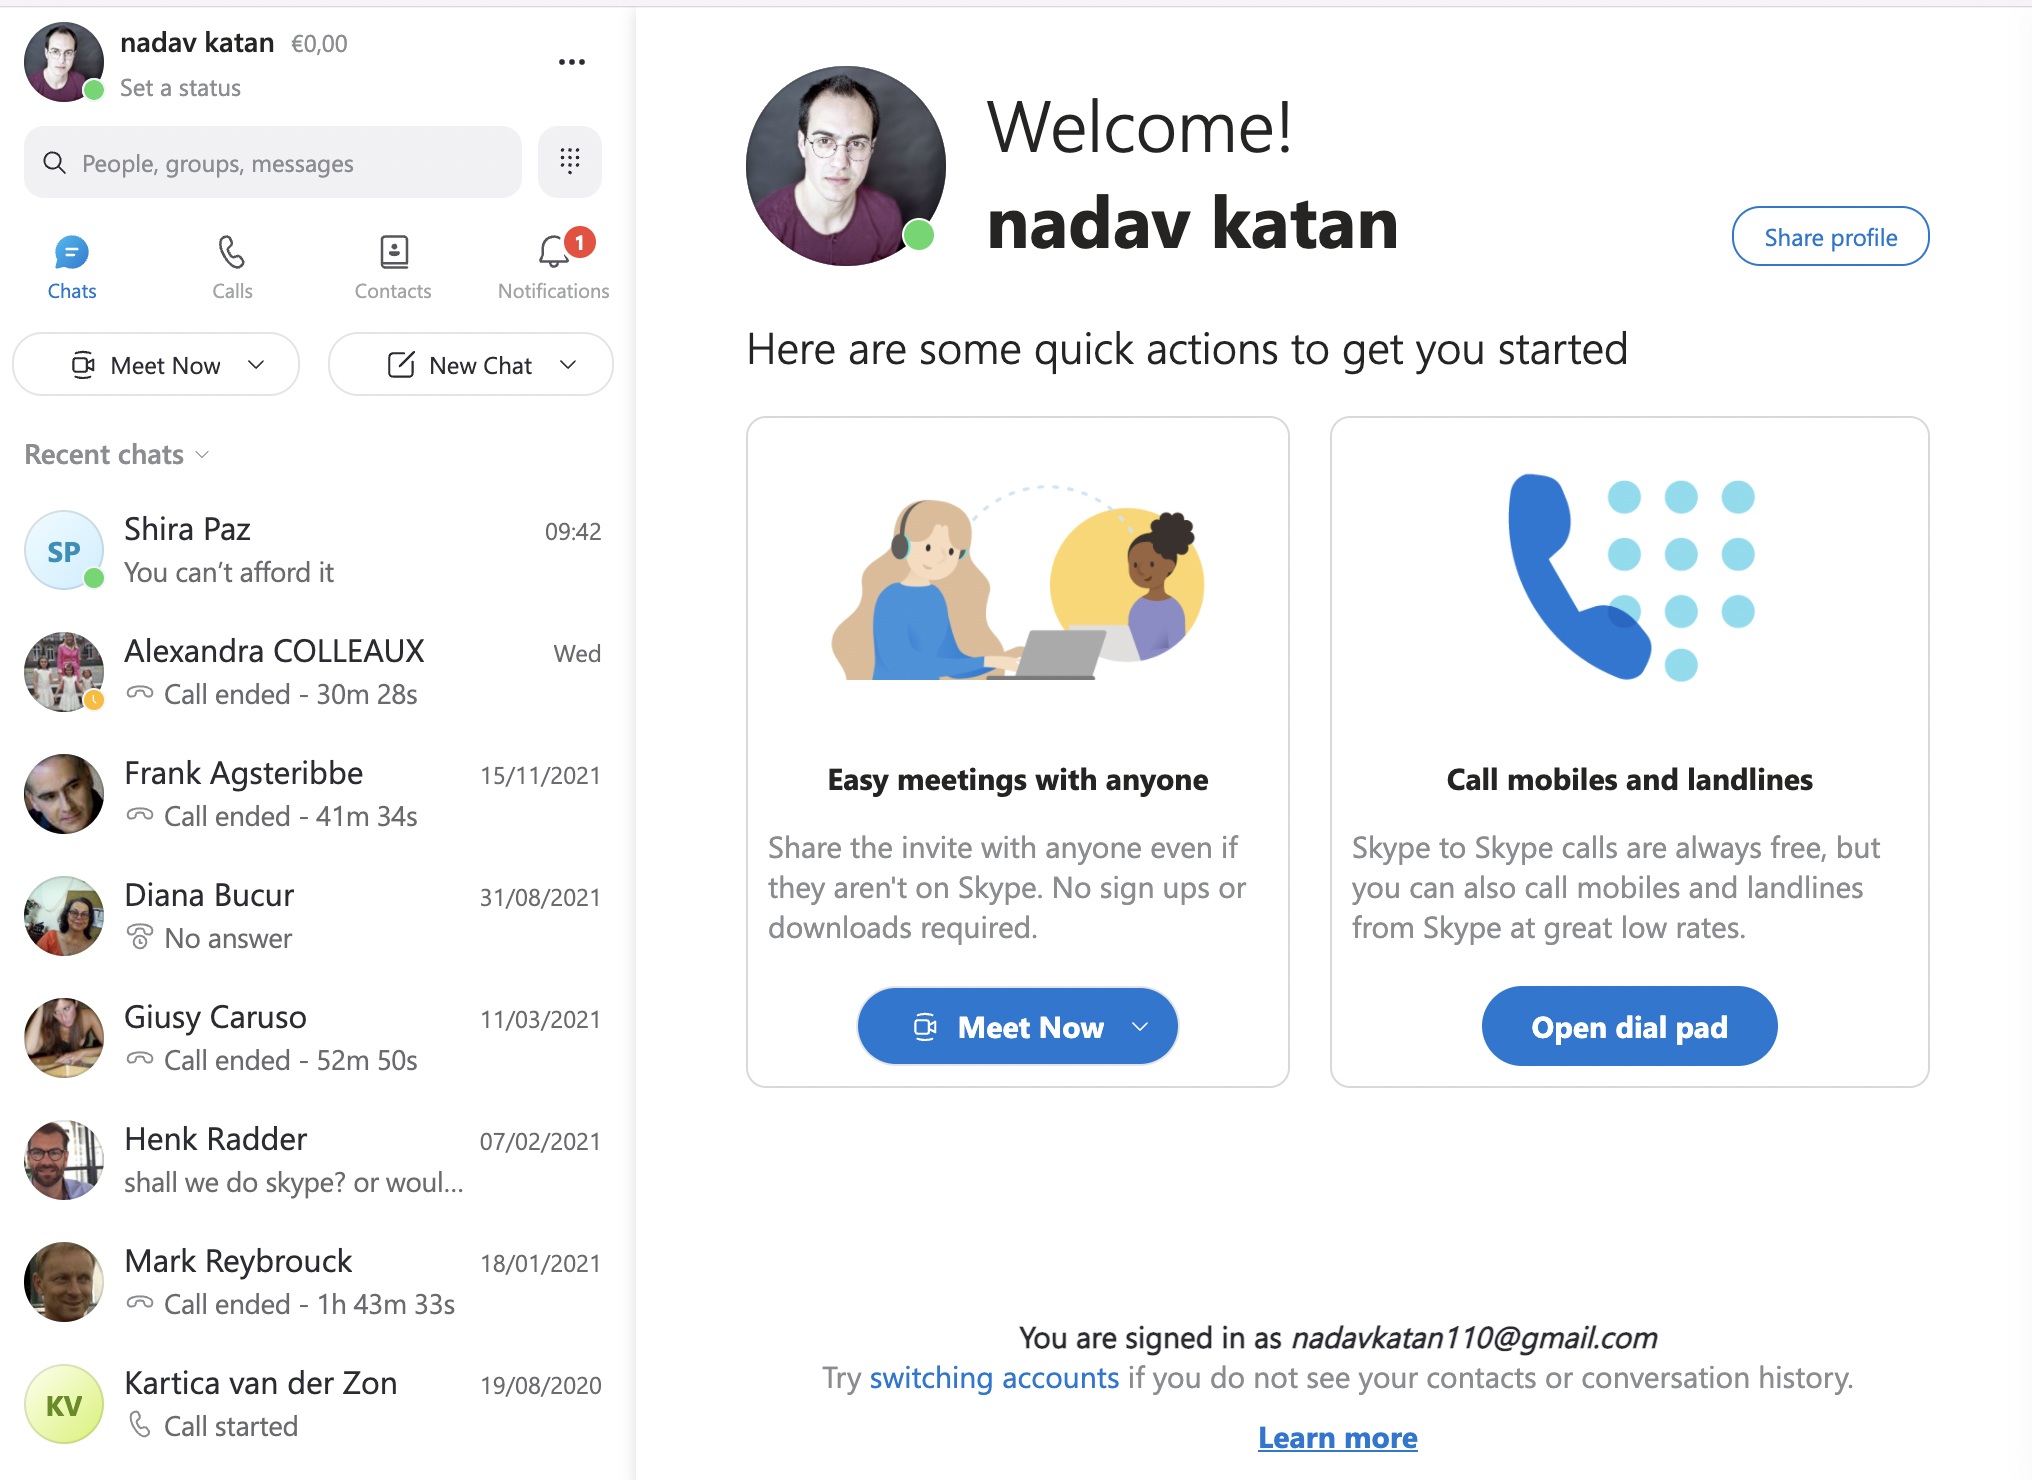 nadav katan €0,00
Set a status
People, groups, messages
1
Chats Calls Contacts Notifications
Meet Now New Chat
Recent chats
SP
Shira Paz 09:42
You can't afford it
Alexandra COLLEAUX Wed
Call ended - 30m 28s
Frank Agsteribbe 15/11/2021
Call ended - 41m 34s
Diana Bucur 31/08/2021
No answer
Giusy Caruso 11/03/2021
Call ended - 52m 50s
Henk Radder 07/02/2021
shall we do skype? or woul...
Mark Reybrouck 18/01/2021
Call ended - 1h 43m 33s
KV
Kartica van der Zon 19/08/2020
Call started
Welcome!
nadav katan
Share profile
Here are some quick actions to get you started
Easy meetings with anyone
Share the invite with anyone even if
they aren't on Skype. No sign ups or
downloads required.
Meet Now
Call mobiles and landlines
Skype to Skype calls are always free, but
you can also call mobiles and landlines
from Skype at great low rates.
Open dial pad
You are signed in as nadavkatan110@gmail.com
Try switching accounts if you do not see your contacts or conversation history.
Learn more